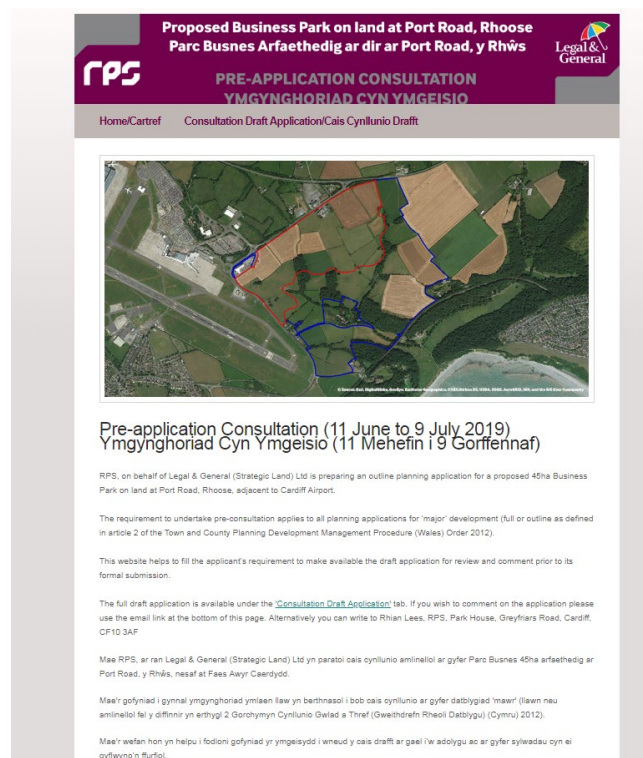 Proposed Business Park on land at Port Road, Rhoose
Parc Busnes Arfaethedig ar dir ar Port Road, y Rhŵs
rps
Legal &
General
PRE-APPLICATION CONSULTATION
YMGYNGHORIAD CYN YMGEISIO
Home/Cartref
Consultation Draft Application/Cais Cynllunio Drafft
Pre-application Consultation (11 June to 9 July 2019)
Ymgynghoriad Cyn Ymgeisio (11 Mehefin i 9 Gorffennaf)
RPS, on behalf of Legal & General (Strategic Land) Ltd is preparing an outline planning application for a proposed 45ha Business
Park on land at Port Road, Rhoose, adjacent to Cardiff Airport.
The requirement to undertake pre-consultation applies to all planning applications for 'major' development (full or outline as defined
in article 2 of the Town and County Planning Development Management Procedure (Wales) Order 2012).
This website helps to fill the applicant's requirement to make available the draft application for review and comment prior to its
formal submission.
The full draft application is available under the 'Consultation Draft Application' tab. If you wish to comment on the application please
use the email link at the bottom of this page. Alternatively you can write to Rhian Lees, RPS, Park House, Greyfriars Road, Cardiff,
CF10 3AF
Mae RPS, ar ran Legal & General (Strategic Land) Ltd yn paratoi cais cynllunio amlinellol ar gyfer Parc Busnes 45ha arfaethedig ar
Port Road, y Rhŵs, nesaf at Faes Awyr Caerdydd.
Mae'r gofyniad i gynnal ymgynghoriad ymlaen llaw yn berthnasol i bob cais cynllunio ar gyfer datblygiad 'mawr' (llawn neu
amlinellol fel y diffinnir yn erthygl 2 Gorchymyn Cynllunio Gwlad a Thref (Gweithdrefn Rheoli Datblygu) (Cymru) 2012).
Mae'r wefan hon yn helpu i fodloni gofyniad yr ymgeisydd i wneud y cais drafft ar gael i'w adolygu ac ar gyfer sylwadau cyn ei
gyflwyno'n ffurfiol.